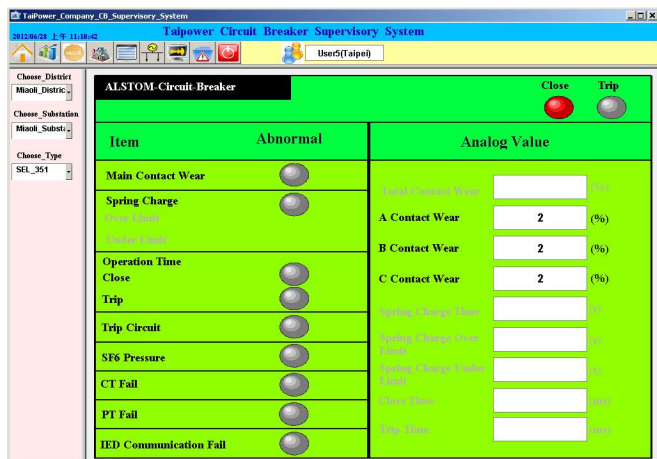 TaiPower_Company_CB_Supervisory_System
2012/06/28 上午 11:10:42
Taipower Circuit Breaker Supervisory System
VALUE
User5(Taipei)
Choose_District
Miaoli_Distric
Choose_Substation
Miaoli_Subst
Choose_Type
SEL_351
ALSTOM-Circuit-Breaker
Close Trip
Item Abnormal
Analog Value
Main Contact Wear
Spring Charge
Over Limit
Under Limit
Operation Time
Close
Trip
Trip Circuit
SF6 Pressure
CT Fail
PT Fail
IED Communication Fail
Total Contact Wear (%)
A Contact Wear 2 (%)
B Contact Wear 2 (%)
C Contact Wear 2 (%)
Spring Charge Time (s)
Spring Charge Over
Limit (s)
Spring Charge Under
Limit (s)
Close Time (ms)
Trip Time (ms)